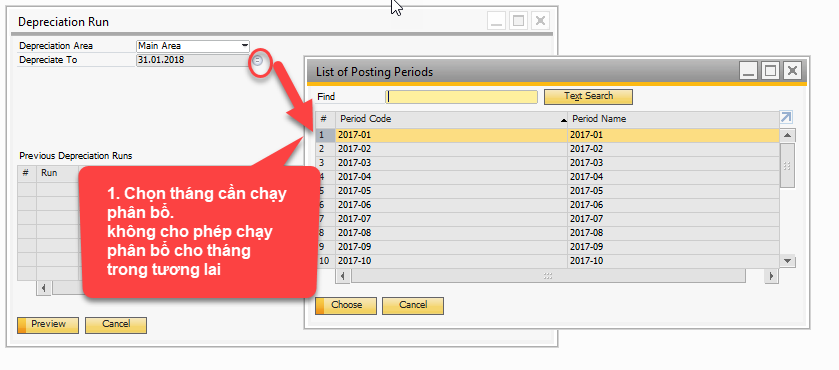 Depreciation Run
Depreciation Area Main Area
Depreciate To 31.01.2018
Previous Depreciation Runs
# Run
1. Chọn tháng cần chạy
phân bổ.
không cho phép chạy
phân bổ cho tháng
trong tương lai
Preview Cancel
List of Posting Periods
Find Text Search
# Period Code Period Name
1 2017-01 2017-01
2 2017-02 2017-02
3 2017-03 2017-03
4 2017-04 2017-04
5 2017-05 2017-05
6 2017-06 2017-06
7 2017-07 2017-07
8 2017-08 2017-08
9 2017-09 2017-09
10 2017-10 2017-10
Choose Cancel